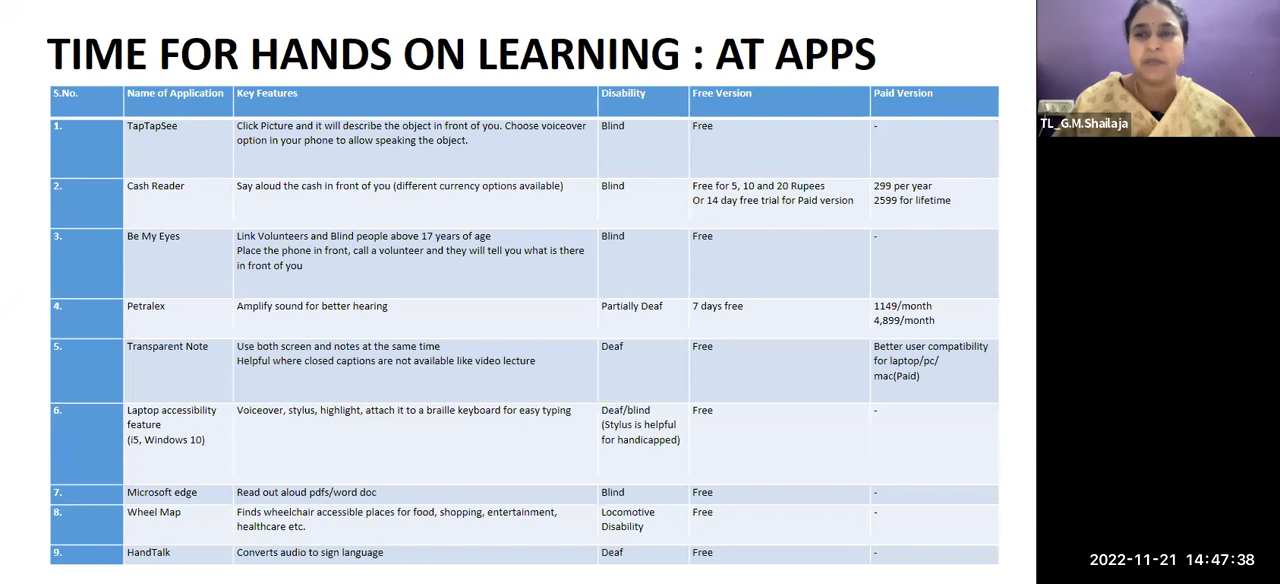 TIME FOR HANDS ON LEARNING : AT APPS
S.No. Name of Application Key Features Disability Free Version Paid Version
1. TapTapSee Click Picture and it will describe the object in front of you. Choose voiceover Blind Free -
option in your phone to allow speaking the object.
2. Cash Reader Say aloud the cash in front of you (different currency options available) Blind Free for 5, 10 and 20 Rupees 299 per year
Or 14 day free trial for Paid version 2599 for lifetime
3. Be My Eyes Link Volunteers and Blind people above 17 years of age Blind Free -
Place the phone in front, call a volunteer and they will tell you what is there
in front of you
4. Petralex Amplify sound for better hearing Partially Deaf 7 days free 1149/month
4,899/month
5. Transparent Note Use both screen and notes at the same time Deaf Free Better user compatibility
Helpful where closed captions are not available like video lecture for laptop/pc/
mac(Paid)
6. Laptop accessibility Voiceover, stylus, highlight, attach it to a braille keyboard for easy typing Deaf/blind Free -
feature (Stylus is helpful
(i5, Windows 10) for handicapped)
7. Microsoft edge Read out aloud pdfs/word doc Blind Free -
8. Wheel Map Finds wheelchair accessible places for food, shopping, entertainment, Locomotive Free -
healthcare etc. Disability
9. HandTalk Converts audio to sign language Deaf Free -
TL_G.M.Shailaja
2022-11-21 14:47:38